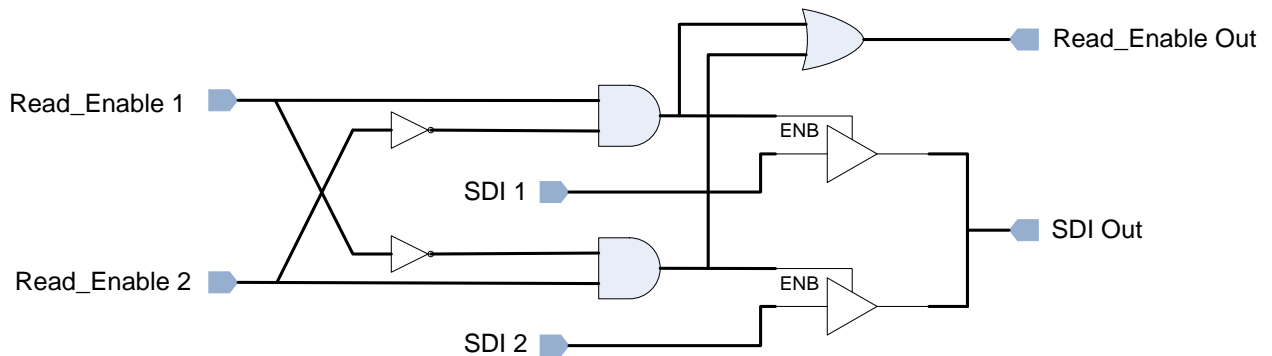 Read_Enable Out
Read_Enable 1
ENB
SDI 1
SDI Out
Read_Enable 2
ENB
SDI 2